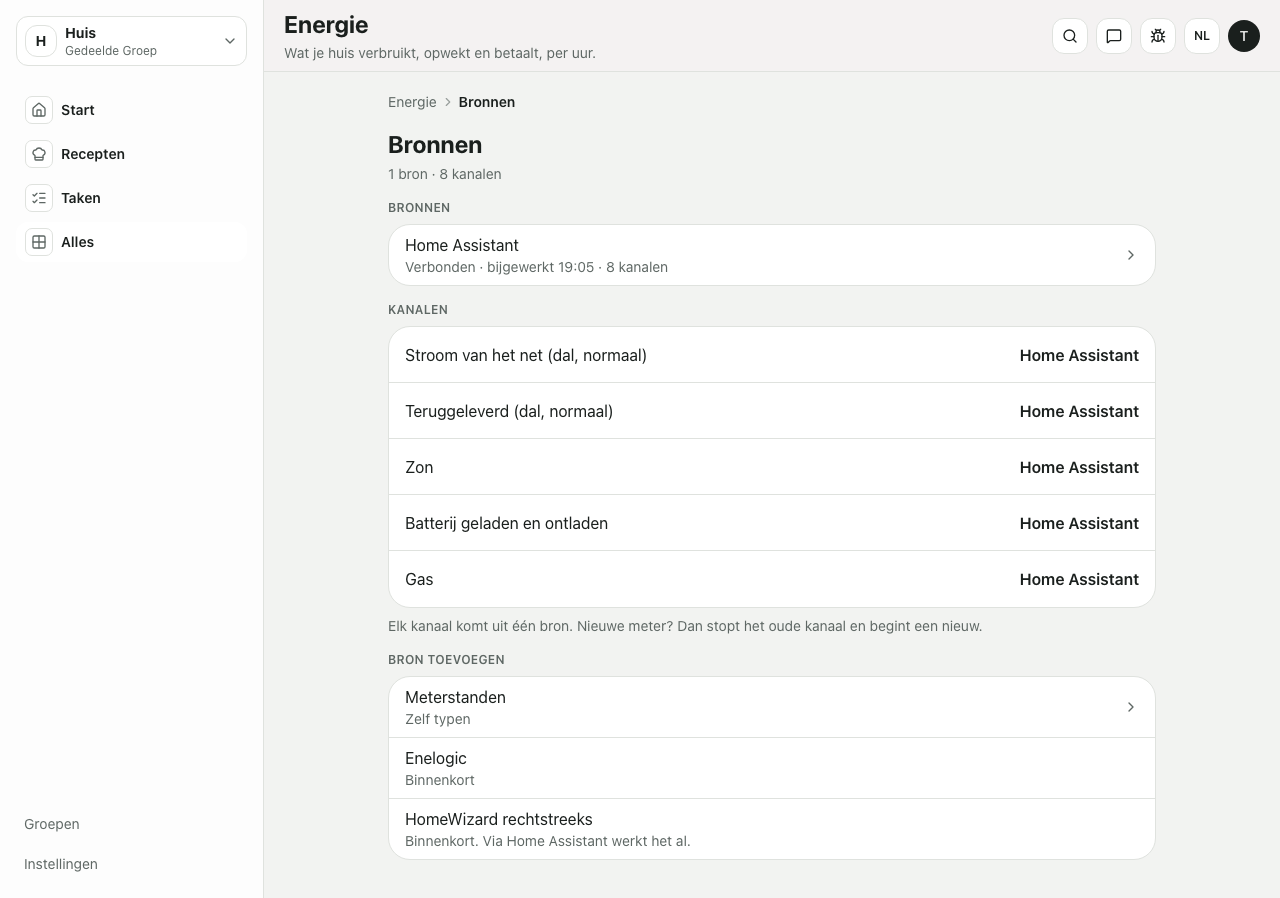 H
Huis
Gedeelde Groep
Start
Recepten
Taken
Alles
Groepen
Instellingen
Energie
Wat je huis verbruikt, opwekt en betaalt, per uur.
NL
T
Energie > Bronnen
Bronnen
1 bron · 8 kanalen
BRONNEN
Home Assistant
Verbonden · bijgewerkt 19:05 · 8 kanalen
KANALEN
Stroom van het net (dal, normaal) Home Assistant
Teruggeleverd (dal, normaal) Home Assistant
Zon Home Assistant
Batterij geladen en ontladen Home Assistant
Gas Home Assistant
Elk kanaal komt uit één bron. Nieuwe meter? Dan stopt het oude kanaal en begint een nieuw.
BRON TOEVOEGEN
Meterstanden
Zelf typen
Enelogic
Binnenkort
HomeWizard rechtstreeks
Binnenkort. Via Home Assistant werkt het al.